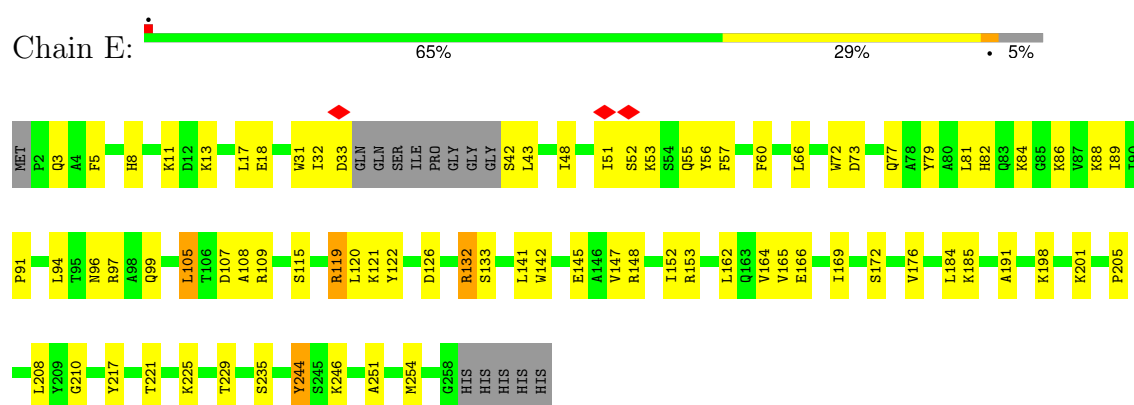 Chain E:
65% 29% • 5%
MET P2 Q3 A4 F5 H8 K11 D12 K13 L17 E18 W31 I32 D33 GLN GLN SER ILE PRO GLY GLY GLY S42 L43 I48 I51 S52 K53 S54 Q55 Y56 F57 F60 L66 W72 D73 Q77 A78 Y79 A80 L81 H82 Q83 K84 G85 K86 V87 K88 I89 T90
P91 L94 T95 N96 R97 A98 Q99 L105 T106 D107 A108 R109 S115 R119 L120 K121 Y122 D126 R132 S133 L141 W142 E145 A146 V147 R148 I152 R153 L162 Q163 V164 V165 E166 I169 S172 V176 L184 K185 A191 K198 K201 P205
L208 Y209 G210 Y217 T221 K225 T229 S235 Y244 S245 K246 A251 M254 G258 HIS HIS HIS HIS HIS